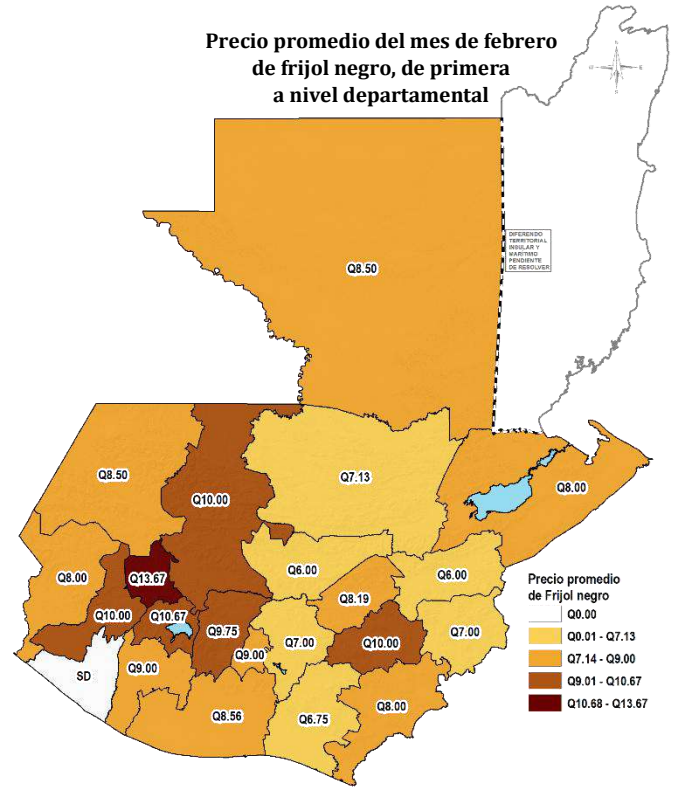 Precio promedio del mes de febrero
de frijol negro, de primera
a nivel departamental
N
E
S
DIFERENDO
TERRITORIAL
INSULAR Y
MARÍTIMO
PENDIENTE
DE RESOLVER
Q8.50
Q8.50
Q10.00
Q7.13
Q8.00
Q8.00
Q13.67
Q6.00
Q6.00
Q8.19
Q10.00
Q10.67
Q9.75
Q7.00
Q10.00
Q7.00
SD
Q9.00
Q9.00
Q8.56
Q6.75
Q8.00
Precio promedio
de Frijol negro
Q0.00
Q0.01 - Q7.13
Q7.14 - Q9.00
Q9.01 - Q10.67
Q10.68 - Q13.67